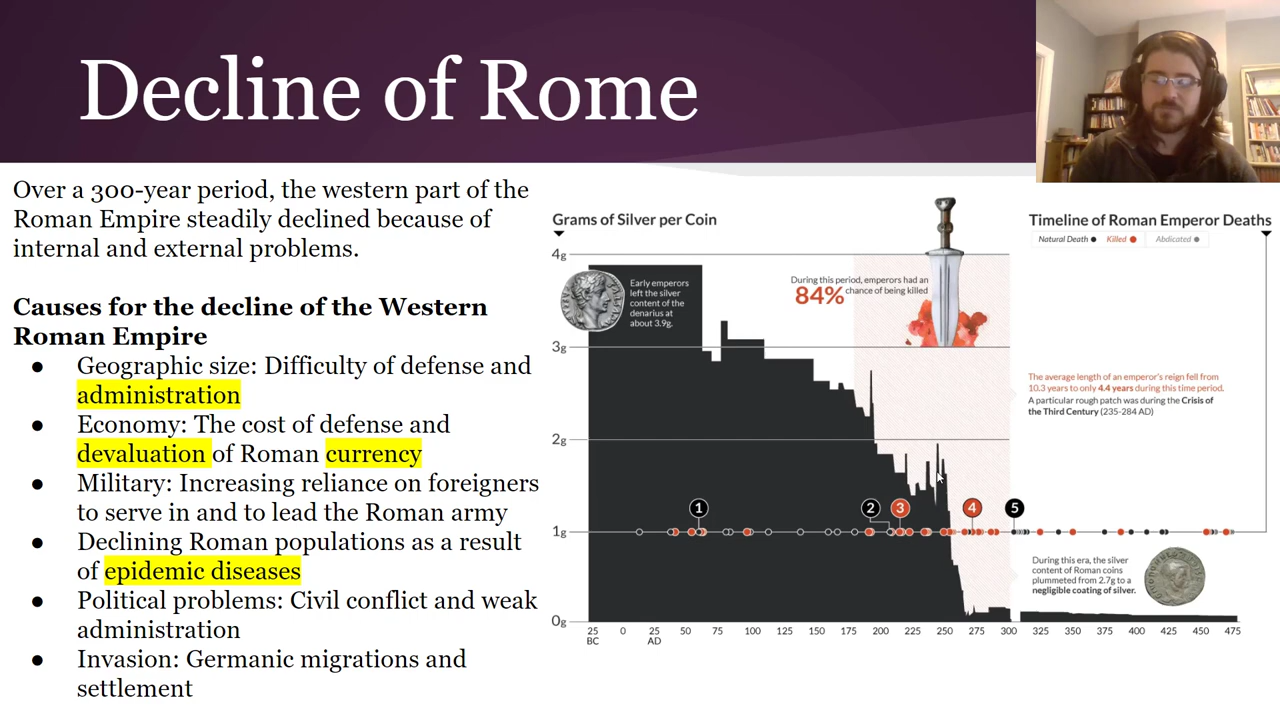 Decline of Rome
Over a 300-year period, the western part of the
Roman Empire steadily declined because of
internal and external problems.
Causes for the decline of the Western
Roman Empire
● Geographic size: Difficulty of defense and
administration
● Economy: The cost of defense and
devaluation of Roman currency
● Military: Increasing reliance on foreigners
to serve in and to lead the Roman army
● Declining Roman populations as a result
of epidemic diseases
● Political problems: Civil conflict and weak
administration
● Invasion: Germanic migrations and
settlement
Grams of Silver per Coin
4g
3g
2g
1g
0g
Early emperors
left the silver
content of the
denarius at
about 3.9g.
During this period, emperors had an
84% chance of being killed
Timeline of Roman Emperor Deaths
Natural Death Killed Abdicated
The average length of an emperor's reign fell from
10.3 years to only 4.4 years during this time period.
A particular rough patch was during the Crisis of
the Third Century (235-284 AD)
1 2 3 4 5
During this era, the silver
content of Roman coins
plummeted from 2.7g to a
negligible coating of silver.
25 0 25 50 75 100 125 150 175 200 225 250 275 300 325 350 375 400 425 450 475
BC AD